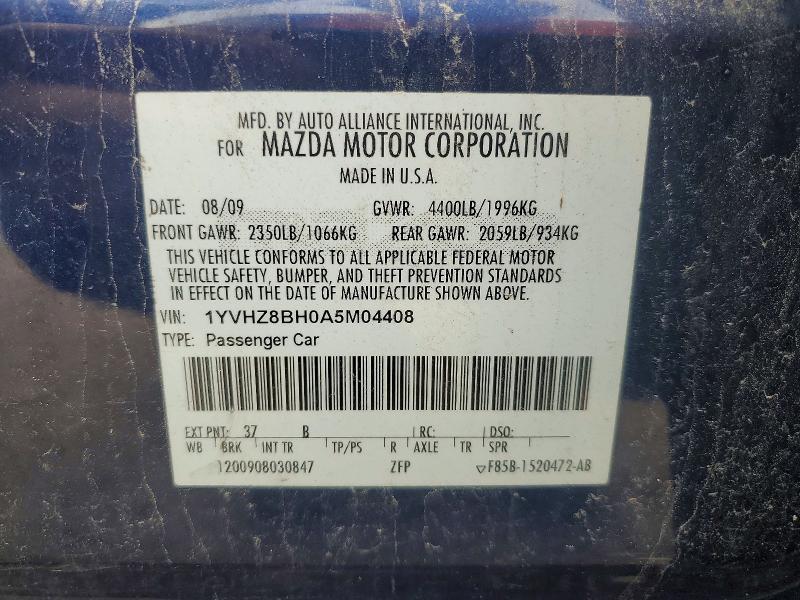 MFD. BY AUTO ALLIANCE INTERNATIONAL, INC.
FOR MAZDA MOTOR CORPORATION
MADE IN U.S.A.
DATE: 08/09 GVWR: 4400LB/1996KG
FRONT GAWR: 2350LB/1066KG REAR GAWR: 2059LB/934KG
THIS VEHICLE CONFORMS TO ALL APPLICABLE FEDERAL MOTOR
VEHICLE SAFETY, BUMPER, AND THEFT PREVENTION STANDARDS
IN EFFECT ON THE DATE OF MANUFACTURE SHOWN ABOVE.
VIN: 1YVHZ8BH0A5M04408
TYPE: Passenger Car
EXT PNT: 37 B RC: DSO:
WB BRK INT TR TP/PS R AXLE TR SPR
1200908030847 ZFP F85B-1520472-AB